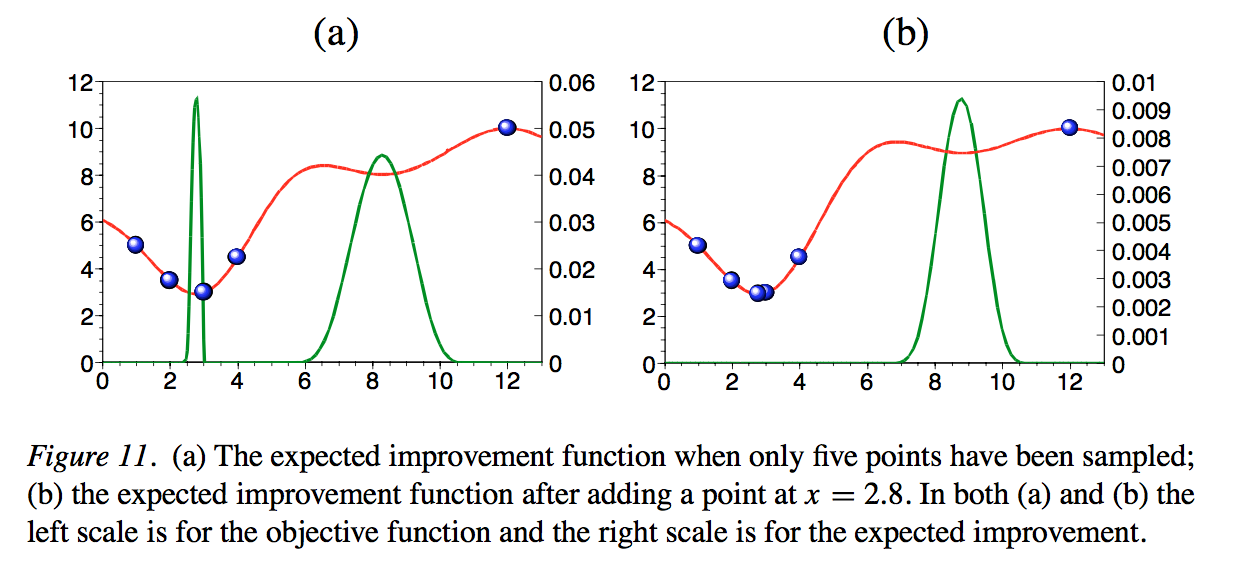 (a) (b)
12 0.06 12 0.01
0.009
10 0.05 10 0.008
0.007
8 0.04 8
0.006
6 0.03 6 0.005
0.004
4 0.02 4 0.003
2 0.01 2 0.002
0.001
0 0 0 0
0 2 4 6 8 10 12 0 2 4 6 8 10 12
Figure 11. (a) The expected improvement function when only five points have been sampled;
(b) the expected improvement function after adding a point at x = 2.8. In both (a) and (b) the
left scale is for the objective function and the right scale is for the expected improvement.